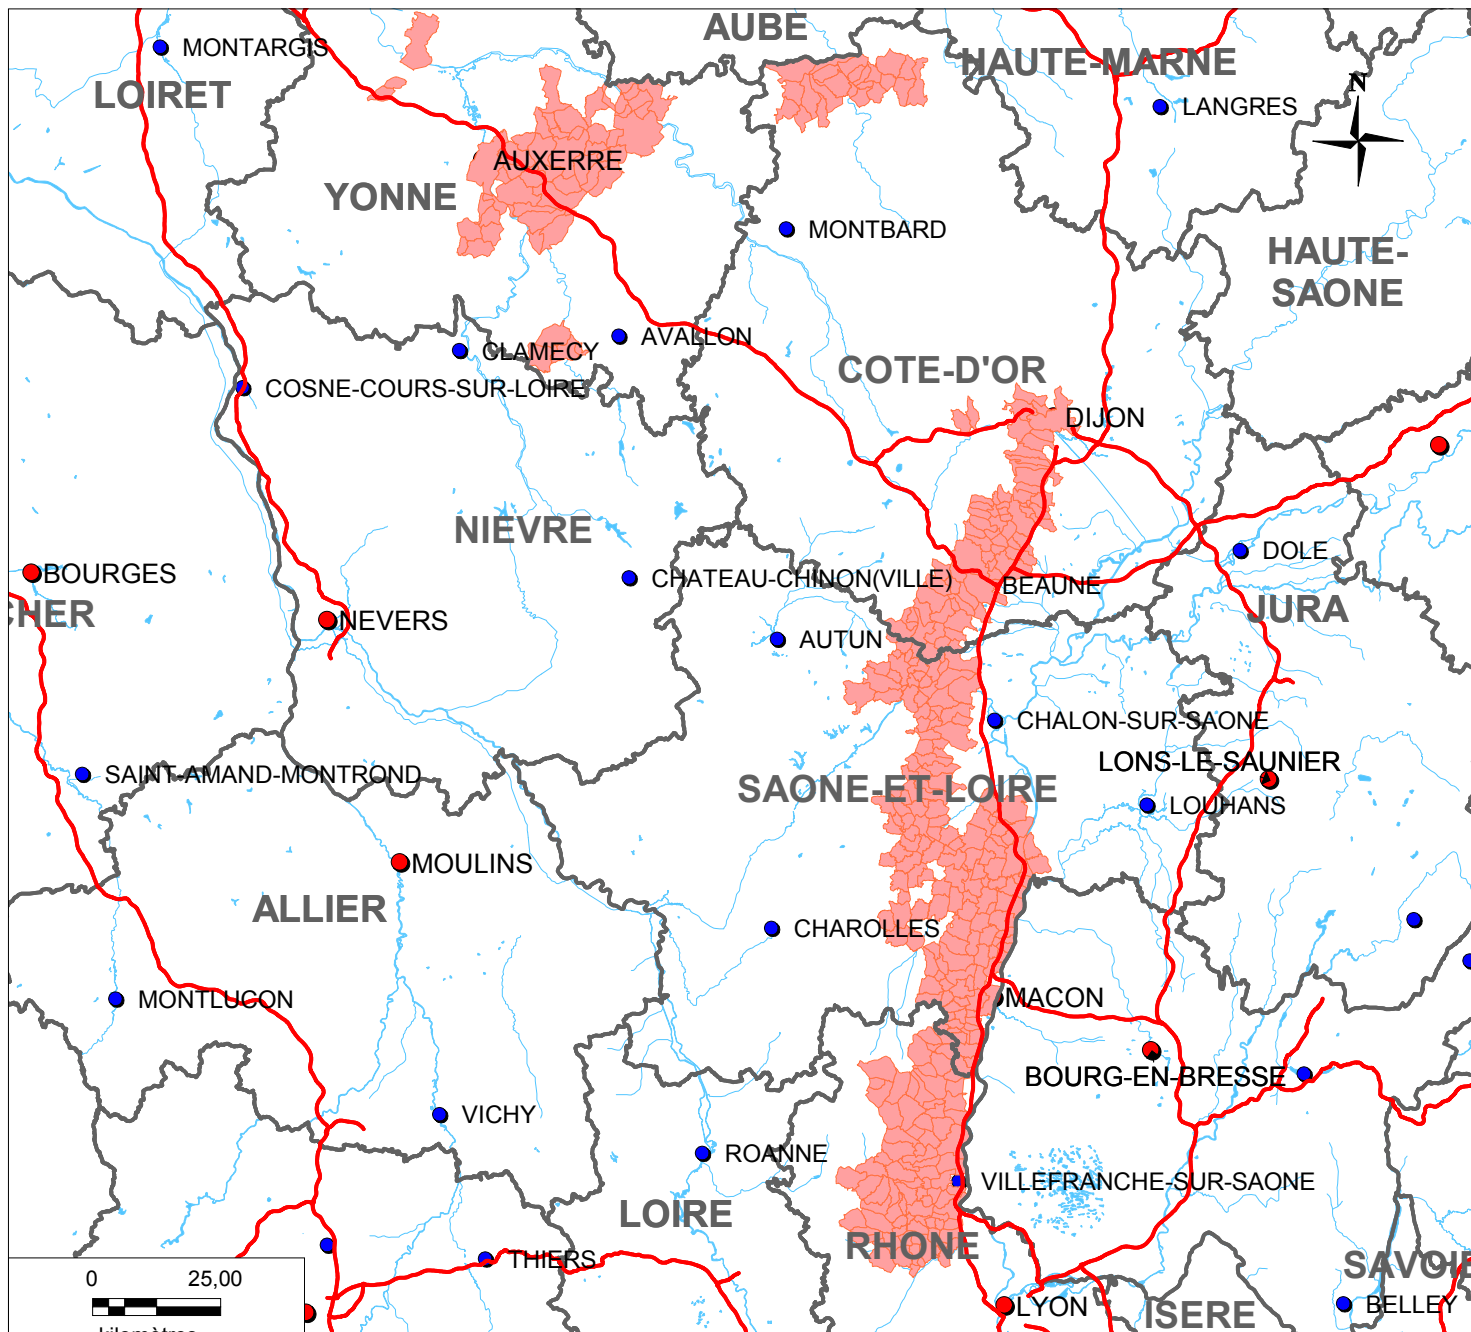 AUBE
MONTARGIS
HAUTE-MARNE
N
LOIRET
LANGRES
AUXERRE
YONNE
MONTBARD
HAUTE-
SAONE
AVALLON
CLAMECY
COTE-D'OR
COSNE-COURS-SUR-LOIRE
DIJON
NIEVRE
DOLE
BOURGES
CHATEAU-CHINON(VILLE)
BEAUNE
CHER
JURA
NEVERS
AUTUN
CHALON-SUR-SAONE
LONS-LE-SAUNIER
SAINT-AMAND-MONTROND
SAONE-ET-LOIRE
LOUHANS
MOULINS
ALLIER
CHAROLLES
MONTLUCON
MACON
BOURG-EN-BRESSE
VICHY
ROANNE
VILLEFRANCHE-SUR-SAONE
LOIRE
RHONE
THIERS
SAVOIE
0 25,00
LYON
ISERE
BELLEY
kilomètres